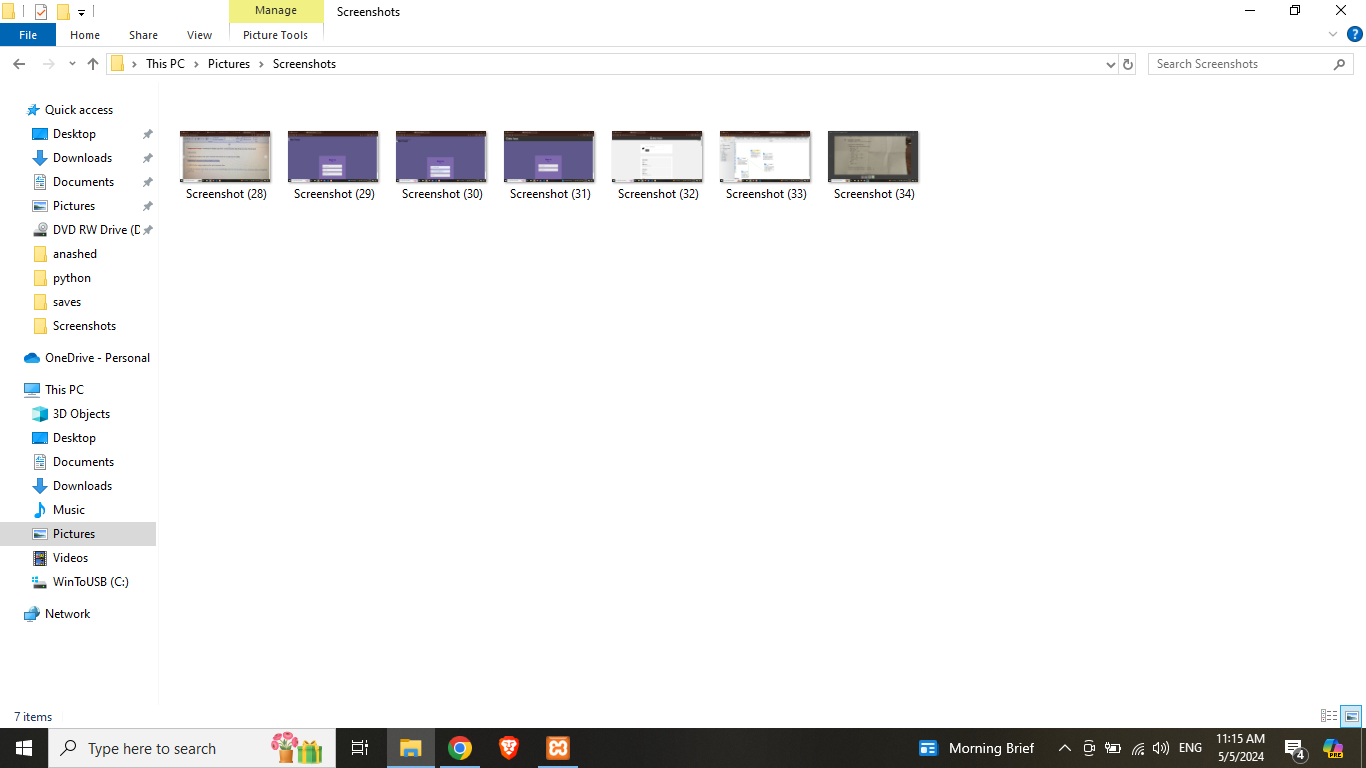 Manage
Screenshots
File
Home
Share
View
Picture Tools
This PC > Pictures > Screenshots
Search Screenshots
Quick access
Desktop
Downloads
Documents
Pictures
DVD RW Drive (D
anashed
python
saves
Screenshots
OneDrive - Personal
This PC
3D Objects
Desktop
Documents
Downloads
Music
Pictures
Videos
WinToUSB (C:)
Network
Screenshot (28)
Screenshot (29)
Screenshot (30)
Screenshot (31)
Screenshot (32)
Screenshot (33)
Screenshot (34)
7 items
Type here to search
Morning Brief
ENG
11:15 AM
5/5/2024
4
PRE